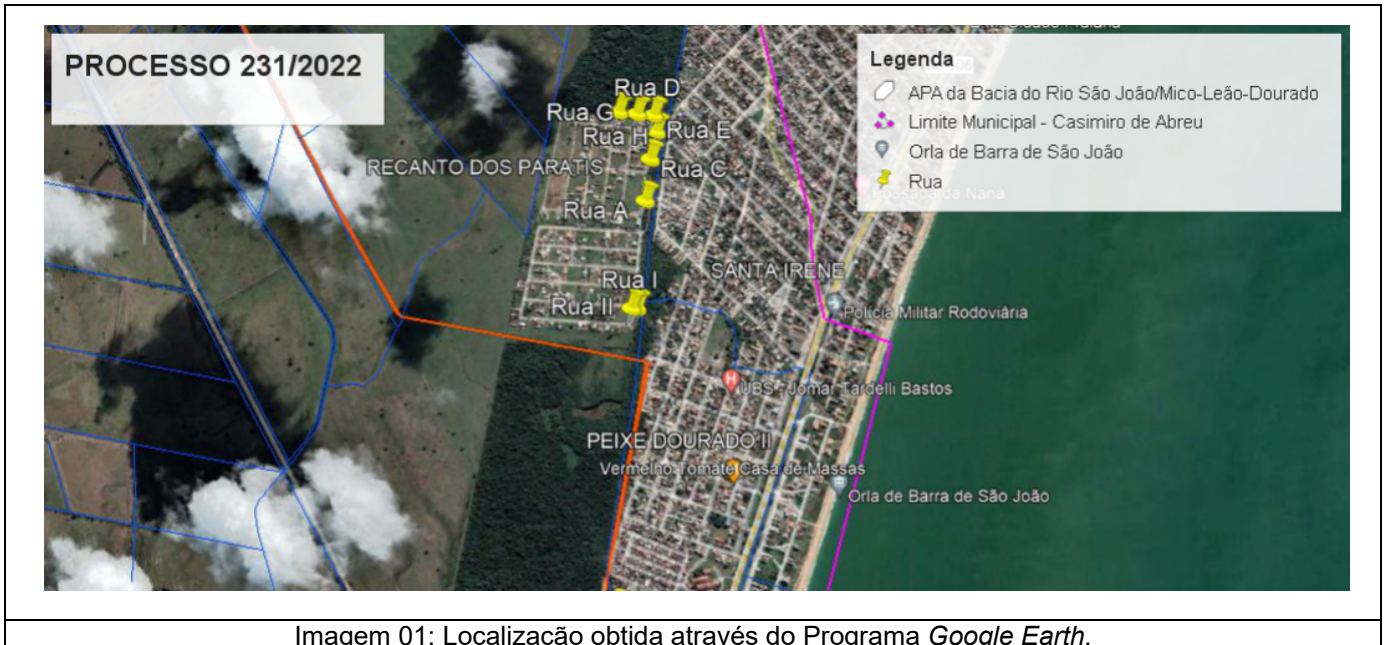 PROCESSO 231/2022
Legenda
APA da Bacia do Rio São João/Mico-Leão-Dourado
Limite Municipal - Casimiro de Abreu
Orla de Barra de São João
Rua
Rua D
Rua G
Rua H
Rua E
RECANTO DOS PARATIS
Rua C
Rua A
SANTA IRENE
Rua I
Rua II
Polícia Militar Rodoviária
UBS - Jomar Tardelli Bastos
PEIXE DOURADO II
Vermelho Tomate Casa de Massas
Orla de Barra de São João
Imagem 01: Localização obtida através do Programa Google Earth.